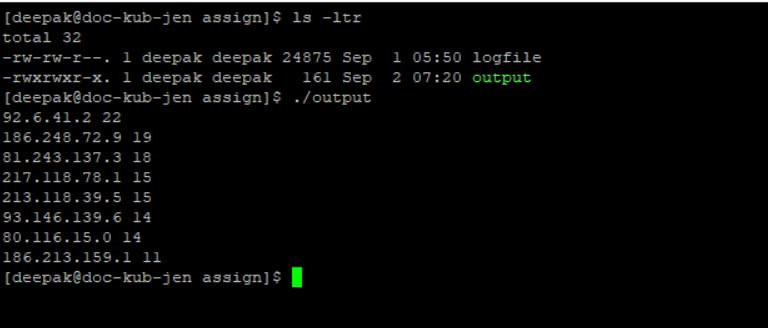 [deepak@doc-kub-jen assign]$ ls -ltr
total 32
-rw-rw-r--. 1 deepak deepak 24875 Sep  1 05:50 logfile
-rwxrwxr-x. 1 deepak deepak   161 Sep  2 07:20 output
[deepak@doc-kub-jen assign]$ ./output
92.6.41.2 22
186.248.72.9 19
81.243.137.3 18
217.118.78.1 15
213.118.39.5 15
93.146.139.6 14
80.116.15.0 14
186.213.159.1 11
[deepak@doc-kub-jen assign]$